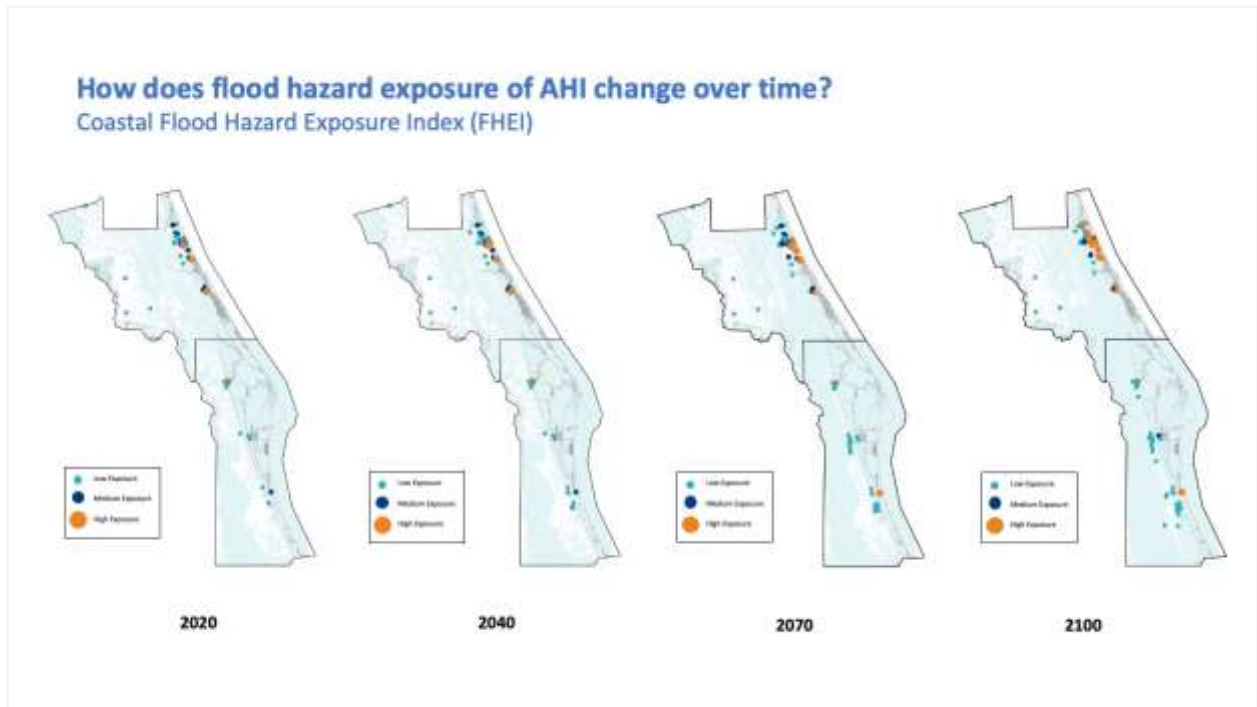 How does flood hazard exposure of AHI change over time?
Coastal Flood Hazard Exposure Index (FHEI)
Low Exposure
Medium Exposure
High Exposure
Low Exposure
Medium Exposure
High Exposure
Low Exposure
Medium Exposure
High Exposure
Low Exposure
Medium Exposure
High Exposure
2020
2040
2070
2100